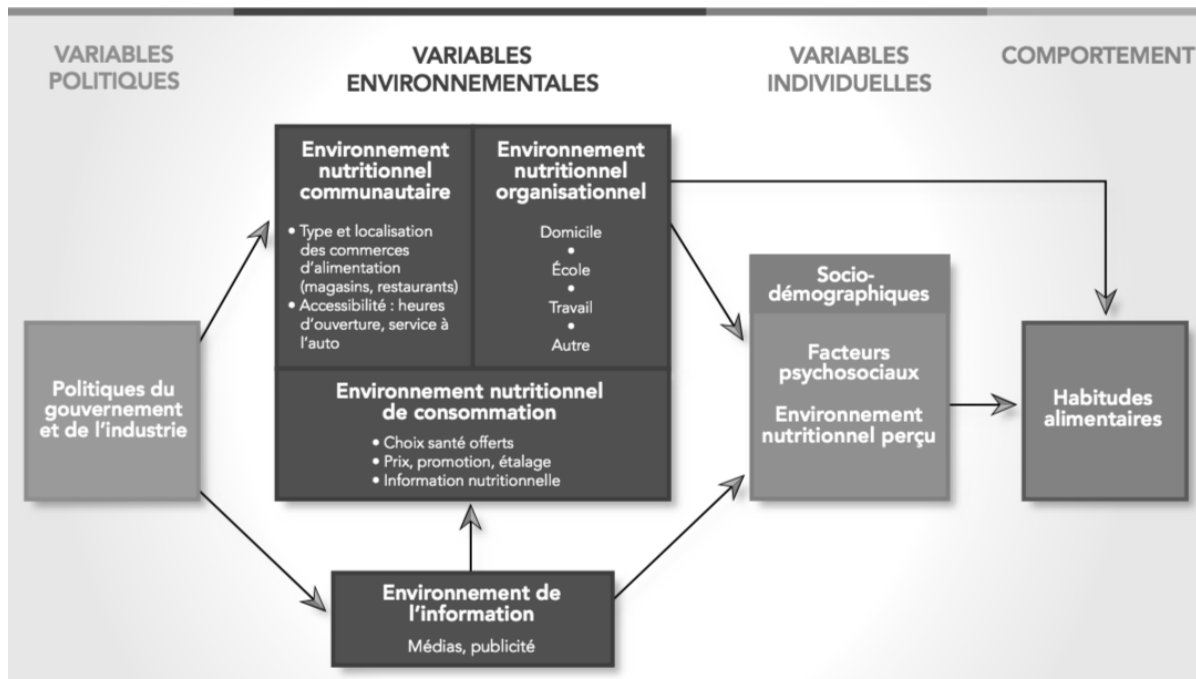 VARIABLES
POLITIQUES
VARIABLES
ENVIRONNEMENTALES
VARIABLES
INDIVIDUELLES
COMPORTEMENT
Politiques du
gouvernement
et de l'industrie
Environnement
nutritionnel
communautaire
• Type et localisation
des commerces
d'alimentation
(magasins, restaurants)
• Accessibilité : heures
d'ouverture, service à
l'auto
Environnement
nutritionnel
organisationnel
Domicile
•
École
•
Travail
•
Autre
Environnement nutritionnel
de consommation
• Choix santé offerts
• Prix, promotion, étalage
• Information nutritionnelle
Environnement de
l'information
Médias, publicité
Socio-
démographiques
Facteurs
psychosociaux
Environnement
nutritionnel perçu
Habitudes
alimentaires